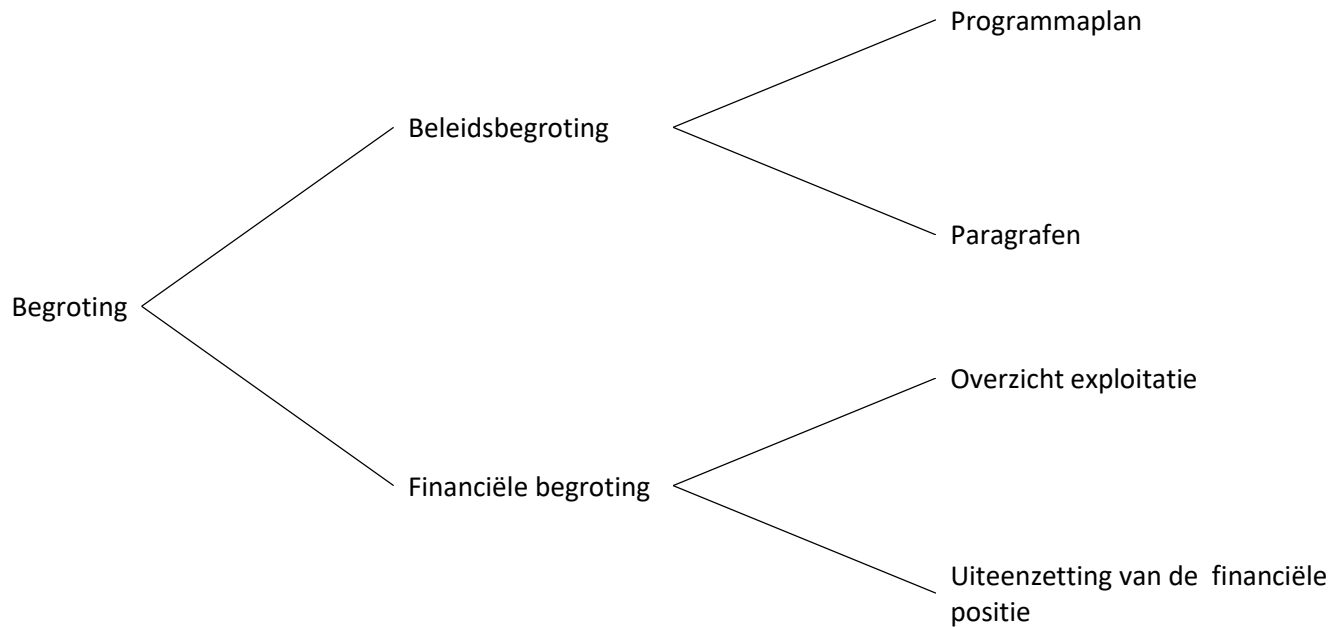 Programmaplan
Beleidsbegroting
Paragrafen
Begroting
Overzicht exploitatie
Financiële begroting
Uiteenzetting van de  financiële
positie